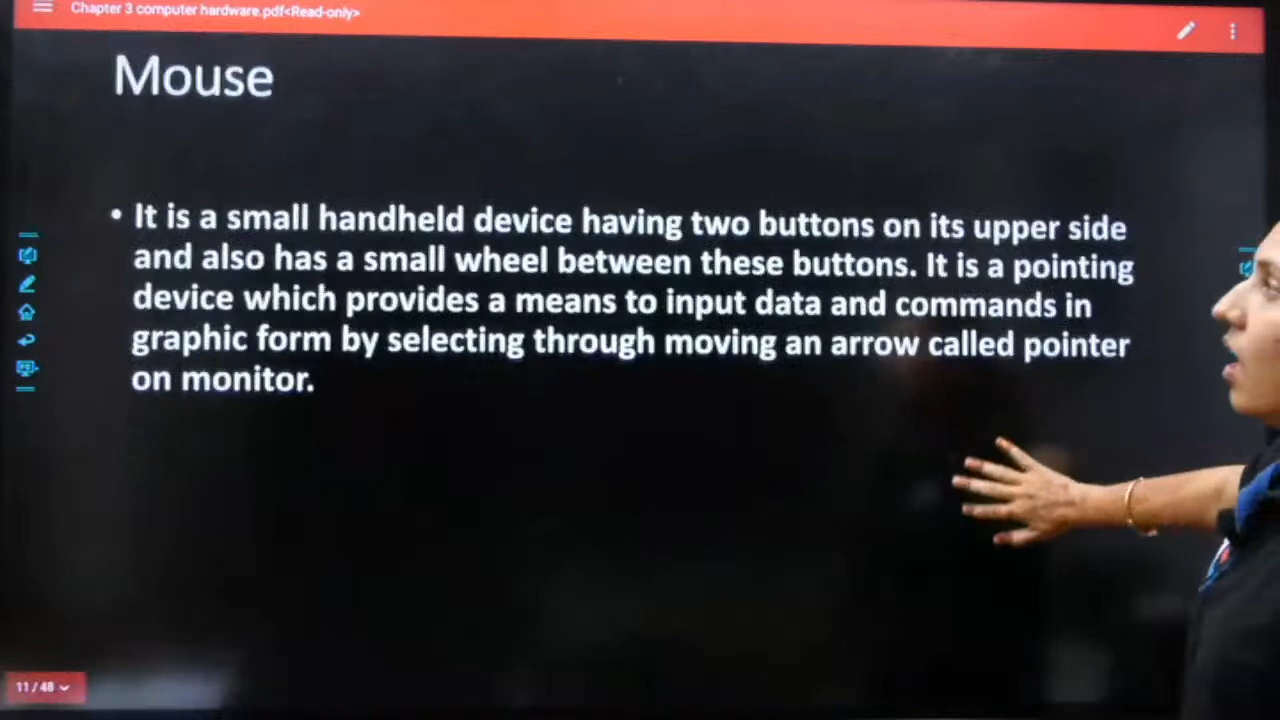 Chapter 3 computer hardware.pdf<Read-only>
Mouse
• It is a small handheld device having two buttons on its upper side
and also has a small wheel between these buttons. It is a pointing
device which provides a means to input data and commands in
graphic form by selecting through moving an arrow called pointer
on monitor.
11 / 48